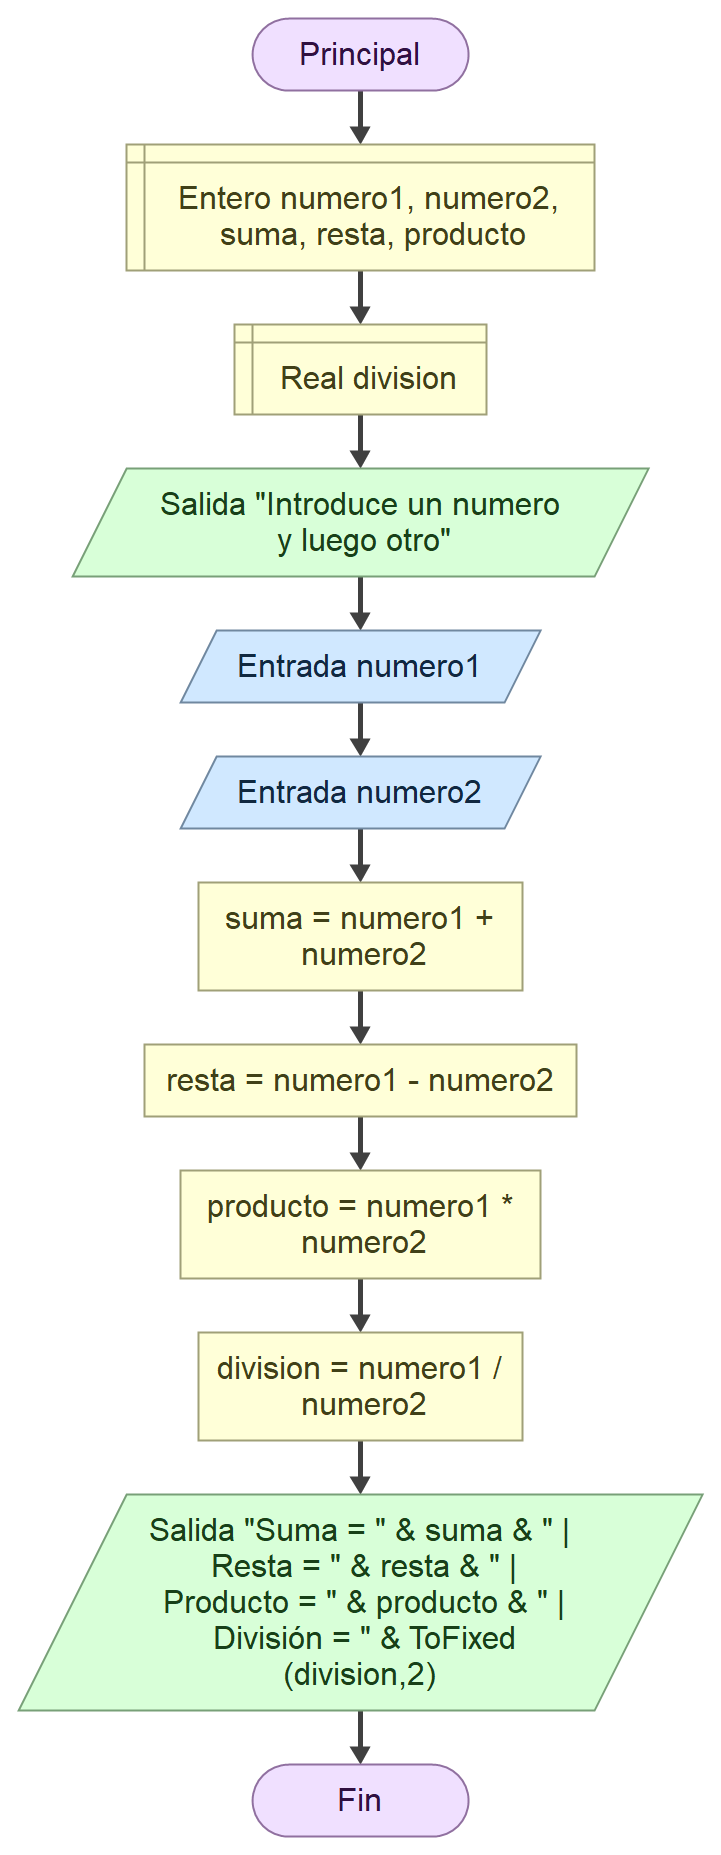 Principal
Entero numero1, numero2,
suma, resta, producto
Real division
Salida "Introduce un numero
y luego otro"
Entrada numero1
Entrada numero2
suma = numero1 +
numero2
resta = numero1 - numero2
producto = numero1 *
numero2
division = numero1 /
numero2
Salida "Suma = " & suma & " |
Resta = " & resta & " |
Producto = " & producto & " |
División = " & ToFixed
(division,2)
Fin